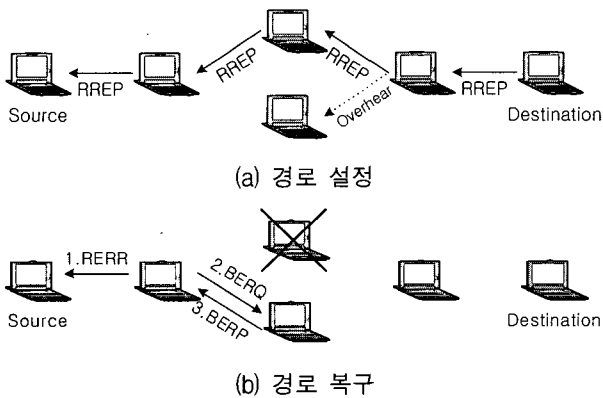 RREP
RREP
RREP
RREP
Overhear
Source
Destination
(a) 경로 설정
1.RERR
2.BERQ
3.BERP
Source
Destination
(b) 경로 복구